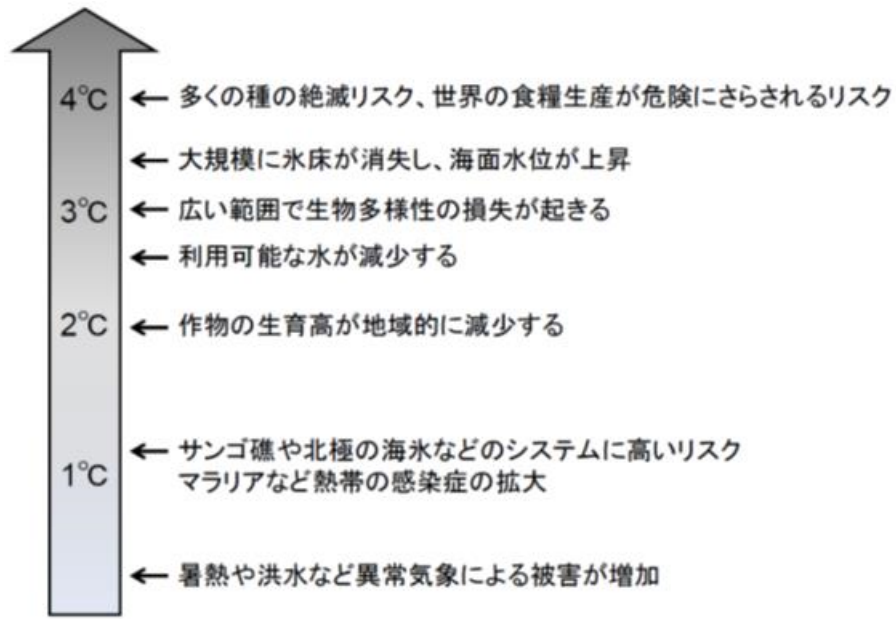 4℃ ← 多くの種の絶滅リスク、世界の食糧生産が危険にさらされるリスク
← 大規模に氷床が消失し、海面水位が上昇
3℃ ← 広い範囲で生物多様性の損失が起きる
← 利用可能な水が減少する
2℃ ← 作物の生育高が地域的に減少する
← サンゴ礁や北極の海氷などのシステムに高いリスク
1℃ マラリアなど熱帯の感染症の拡大
← 暑熱や洪水など異常気象による被害が増加